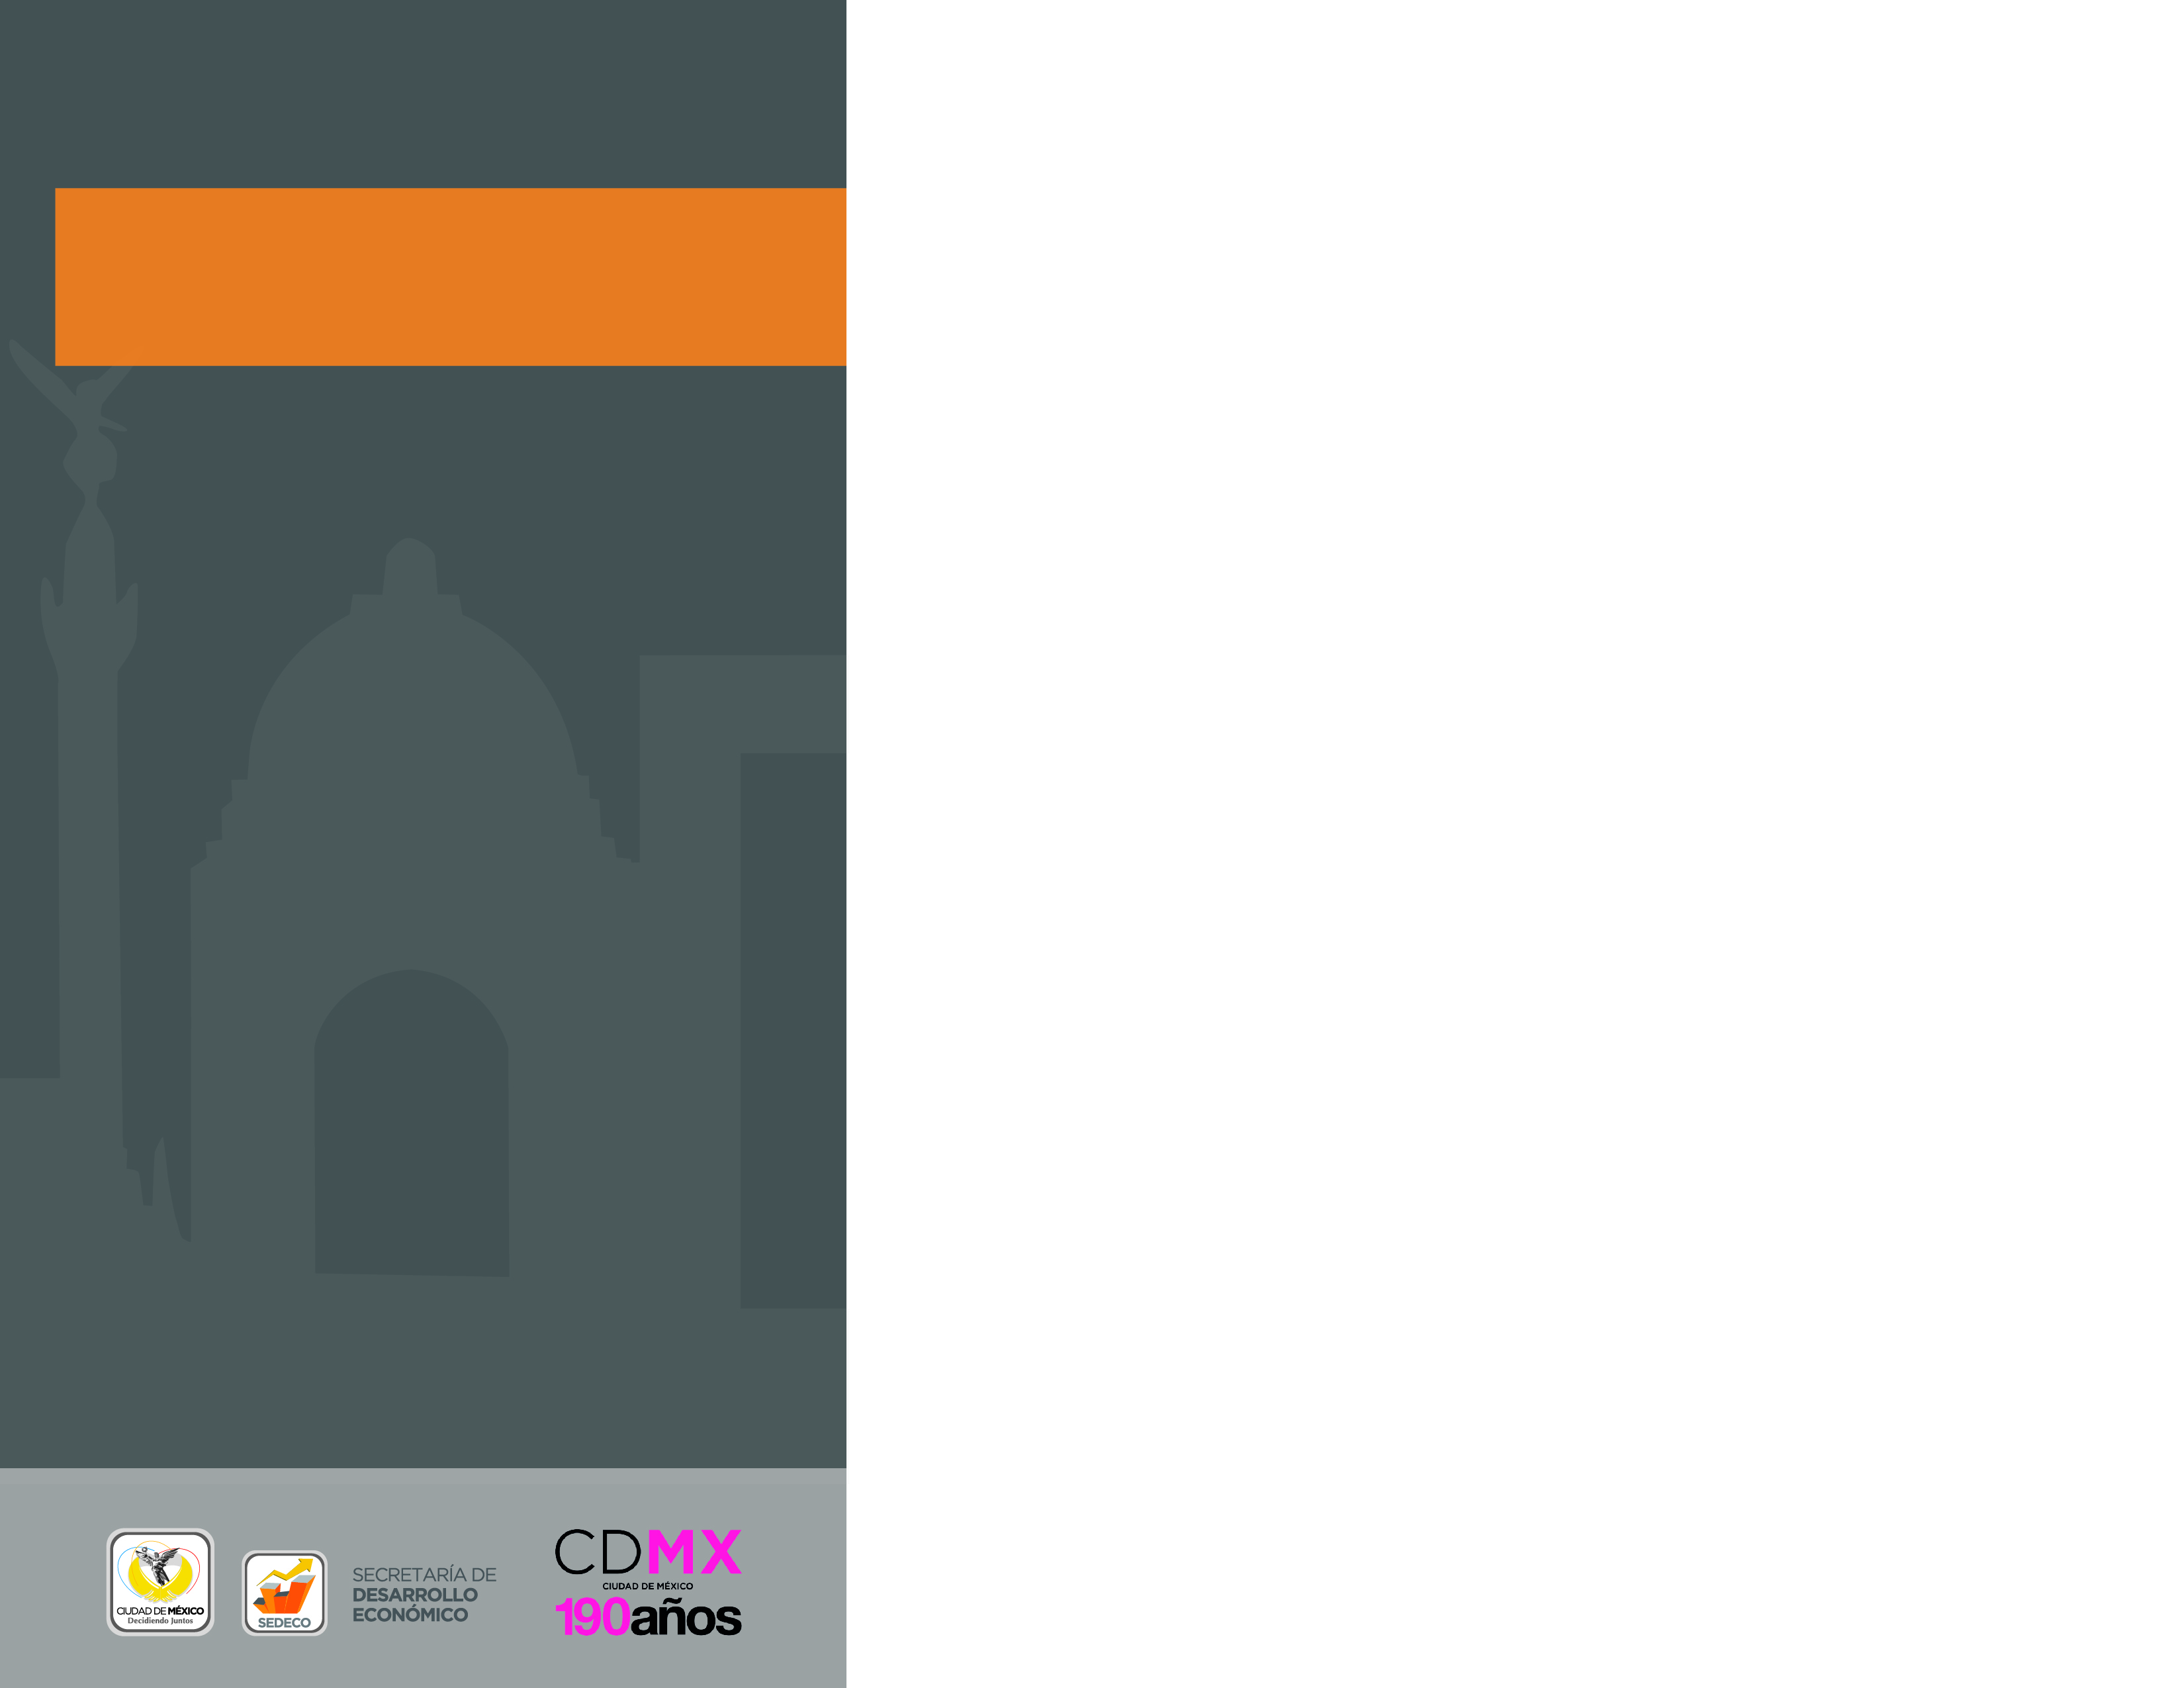 CIUDAD DE MÉXICO
Decidiendo Juntos
SEDECO
SECRETARÍA DE
DESARROLLO
ECONÓMICO
CDMX
CIUDAD DE MÉXICO
190años